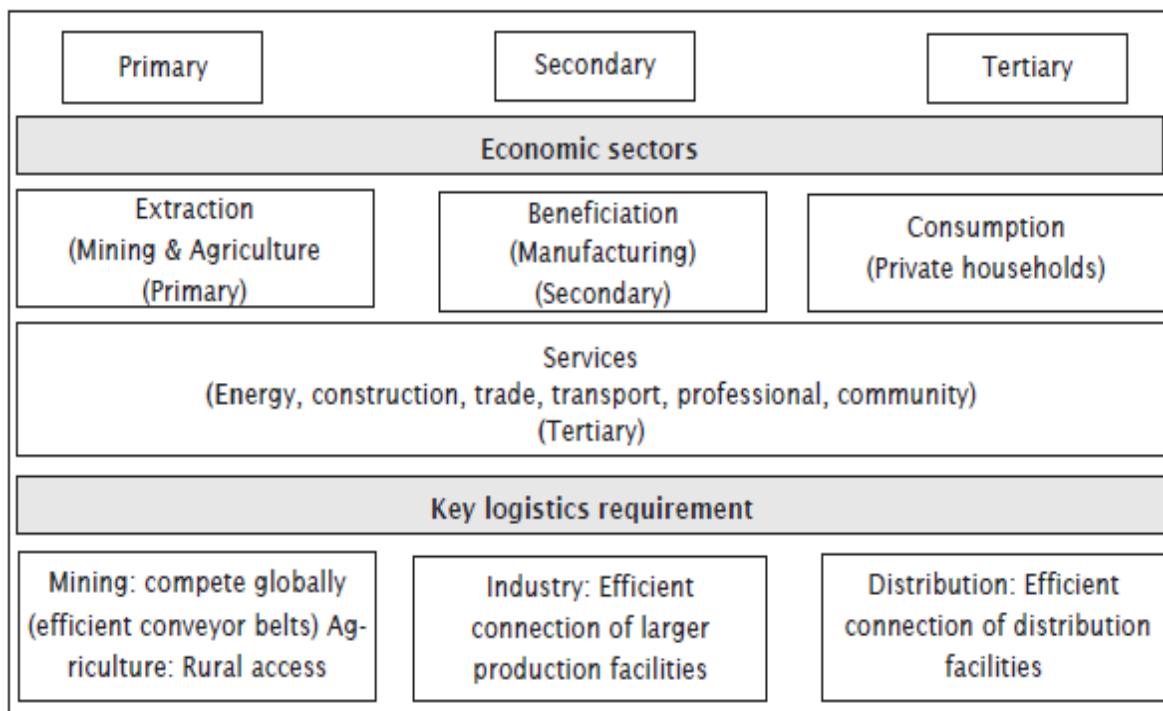 Primary
Secondary
Tertiary
Economic sectors
Extraction
(Mining & Agriculture
(Primary)
Beneficiation
(Manufacturing)
(Secondary)
Consumption
(Private households)
Services
(Energy, construction, trade, transport, professional, community)
(Tertiary)
Key logistics requirement
Mining: compete globally
(efficient conveyor belts) Ag-
riculture: Rural access
Industry: Efficient
connection of larger
production facilities
Distribution: Efficient
connection of distribution
facilities